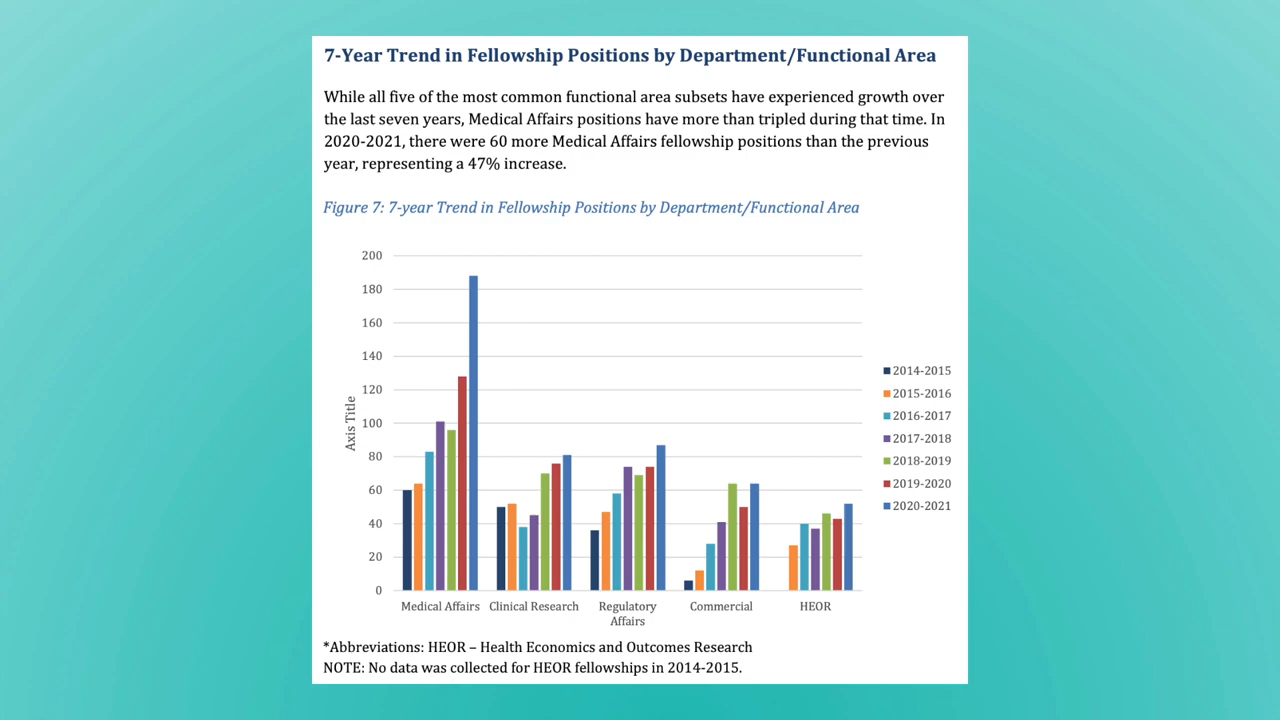 7-Year Trend in Fellowship Positions by Department/Functional Area
While all five of the most common functional area subsets have experienced growth over
the last seven years, Medical Affairs positions have more than tripled during that time. In
2020-2021, there were 60 more Medical Affairs fellowship positions than the previous
year, representing a 47% increase.
Figure 7: 7-year Trend in Fellowship Positions by Department/Functional Area
200
180
160
140
120
100
80
60
40
20
0
Axis Title
Medical Affairs
Clinical Research
Regulatory
Affairs
Commercial
HEOR
2014-2015
2015-2016
2016-2017
2017-2018
2018-2019
2019-2020
2020-2021
*Abbreviations: HEOR – Health Economics and Outcomes Research
NOTE: No data was collected for HEOR fellowships in 2014-2015.